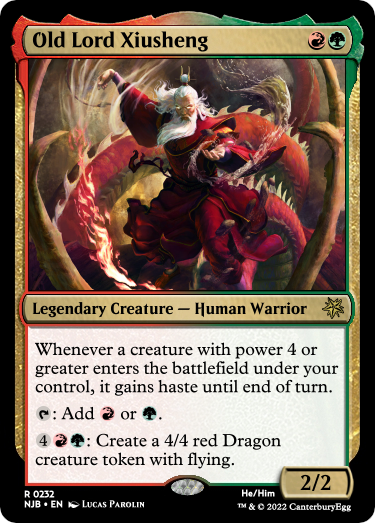 Old Lord Xiusheng
Legendary Creature — Human Warrior
Whenever a creature with power 4 or
greater enters the battlefield under your
control, it gains haste until end of turn.
: Add or .
4 : Create a 4/4 red Dragon
creature token with flying.
2/2
R 0232
NJB • EN Lucas Parolin
He/Him
™ & © 2022 CanterburyEgg